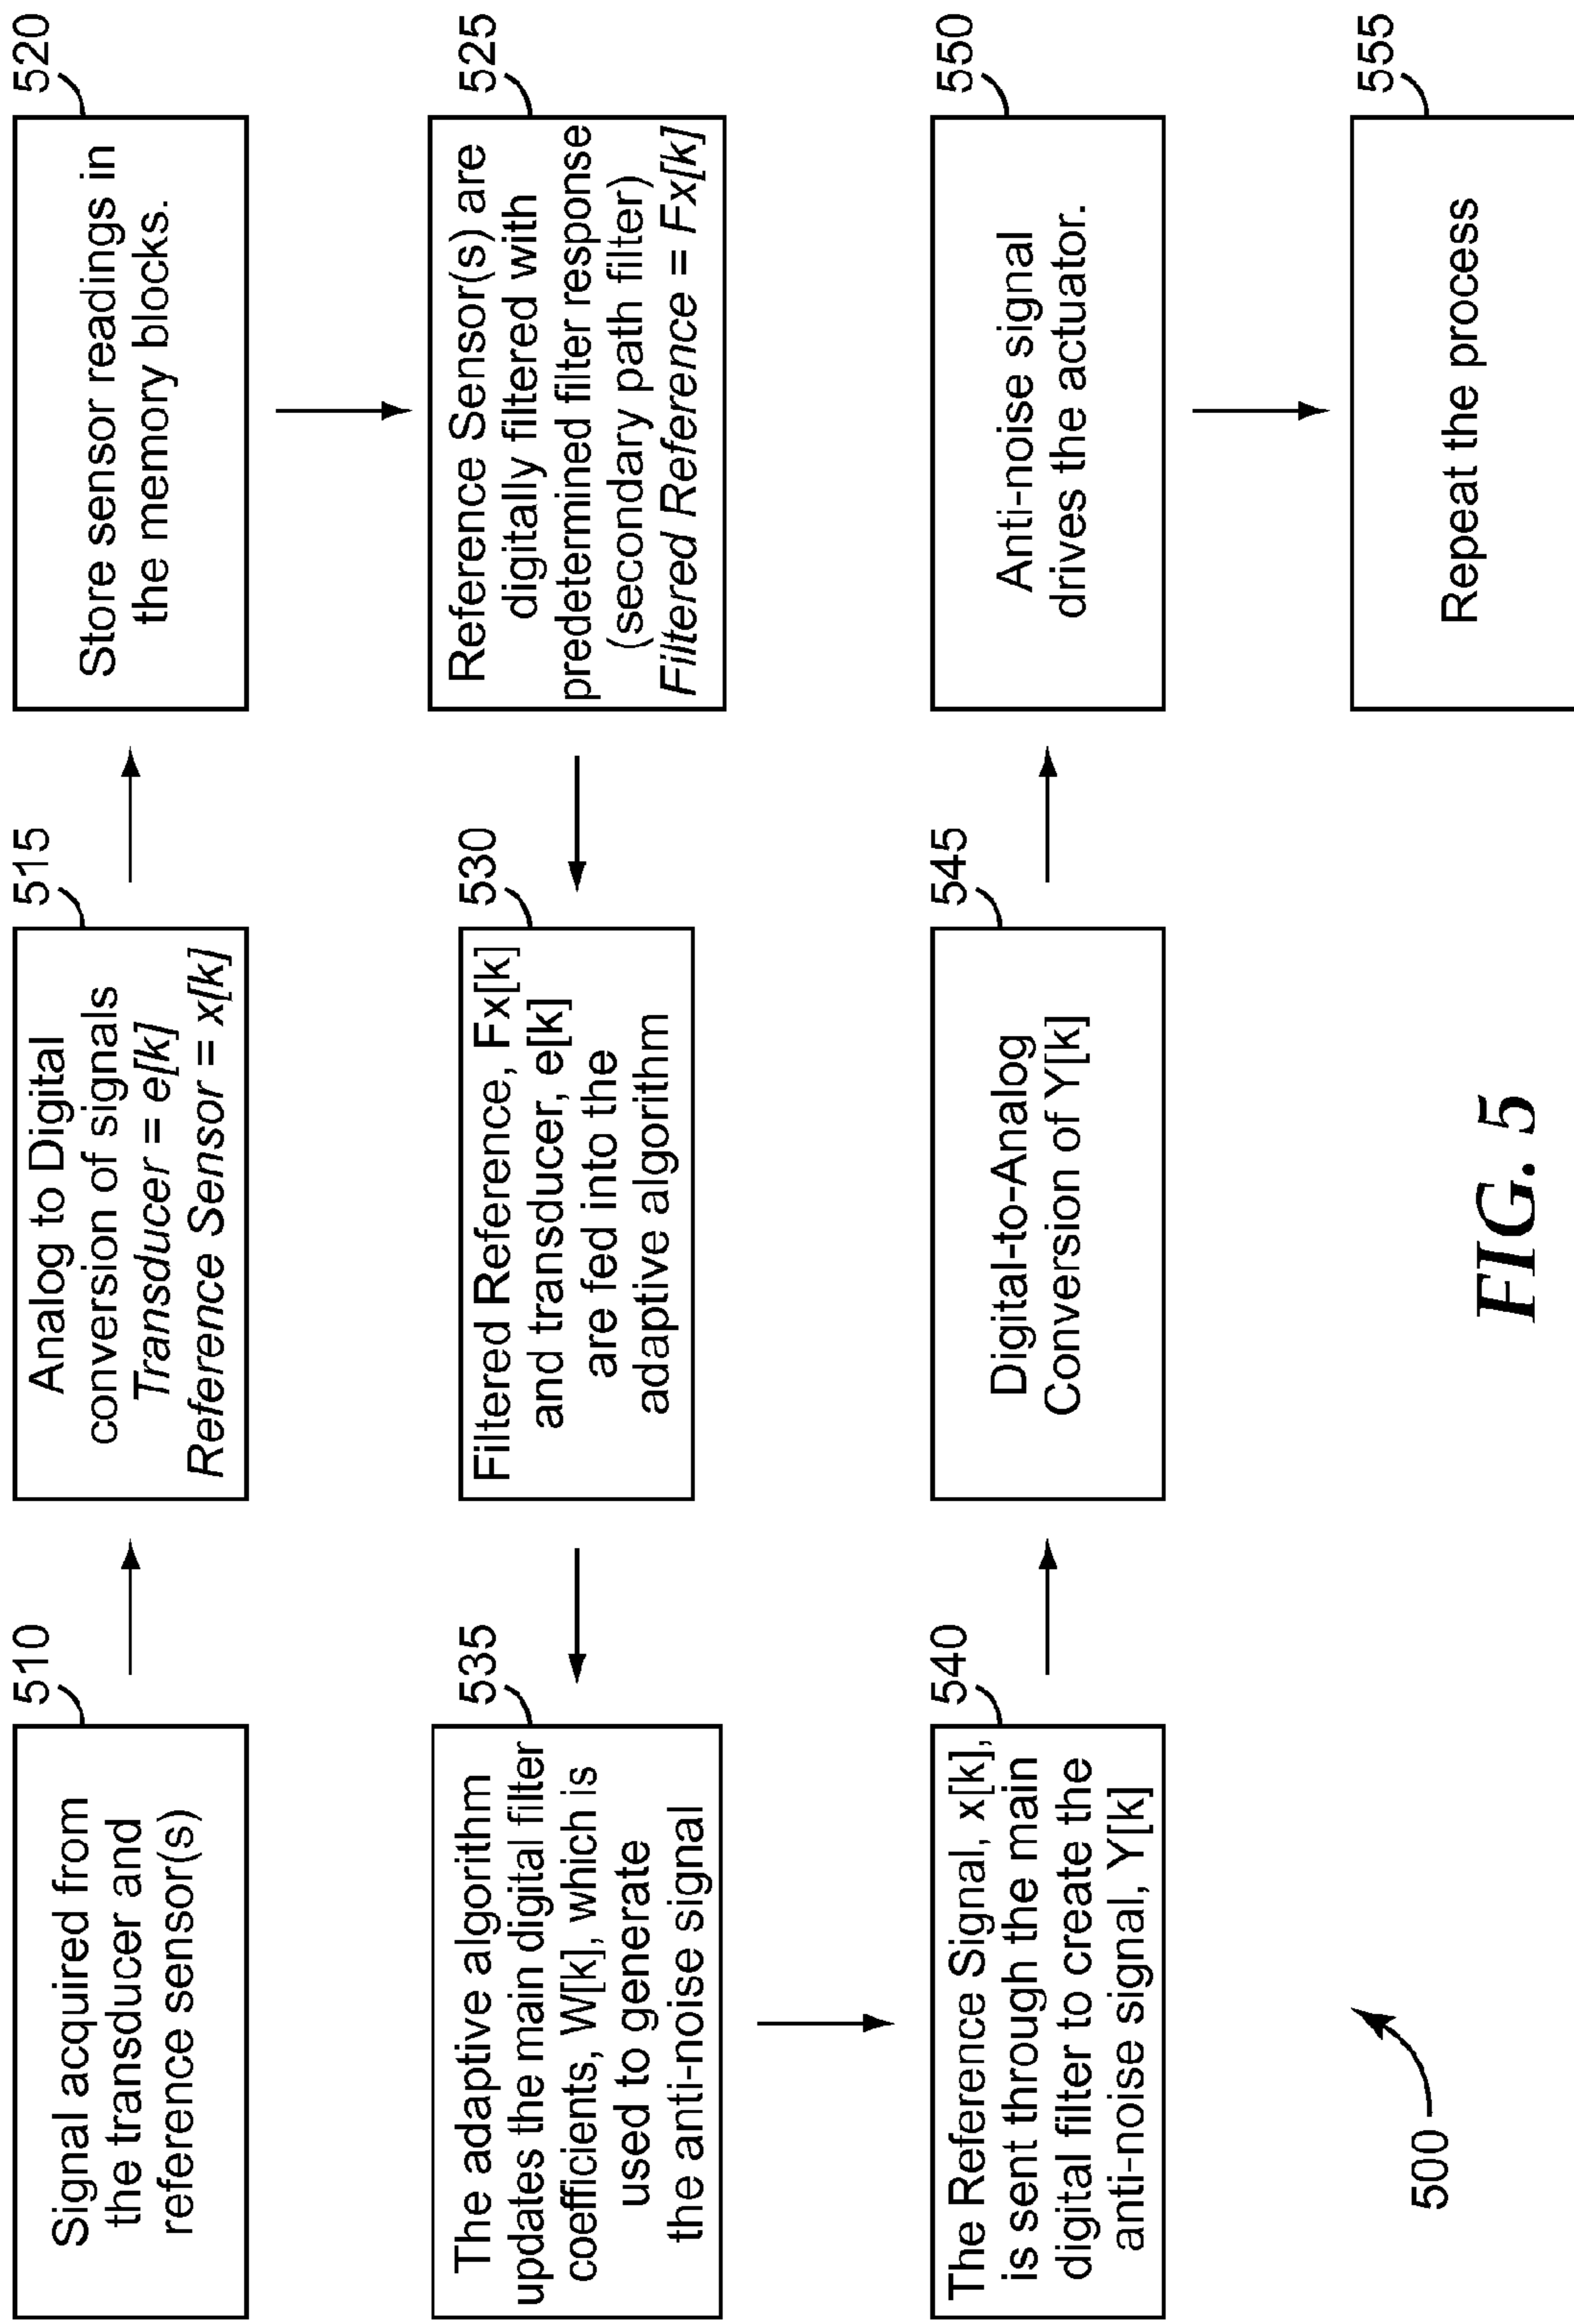 510
Signal acquired from
the transducer and
reference sensor(s)
515
Analog to Digital
conversion of signals
Transducer = e[k]
Reference Sensor = x[k]
520
Store sensor readings in
the memory blocks.
525
Reference Sensor(s) are
digitally filtered with
predetermined filter response
(secondary path filter)
Filtered Reference = Fx[k]
530
Filtered Reference, Fx[k]
and transducer, e[k]
are fed into the
adaptive algorithm
535
The adaptive algorithm
updates the main digital filter
coefficients, W[k], which is
used to generate
the anti-noise signal
540
The Reference Signal, x[k],
is sent through the main
digital filter to create the
anti-noise signal, Y[k]
545
Digital-to-Analog
Conversion of Y[k]
550
Anti-noise signal
drives the actuator.
555
Repeat the process
500
FIG. 5